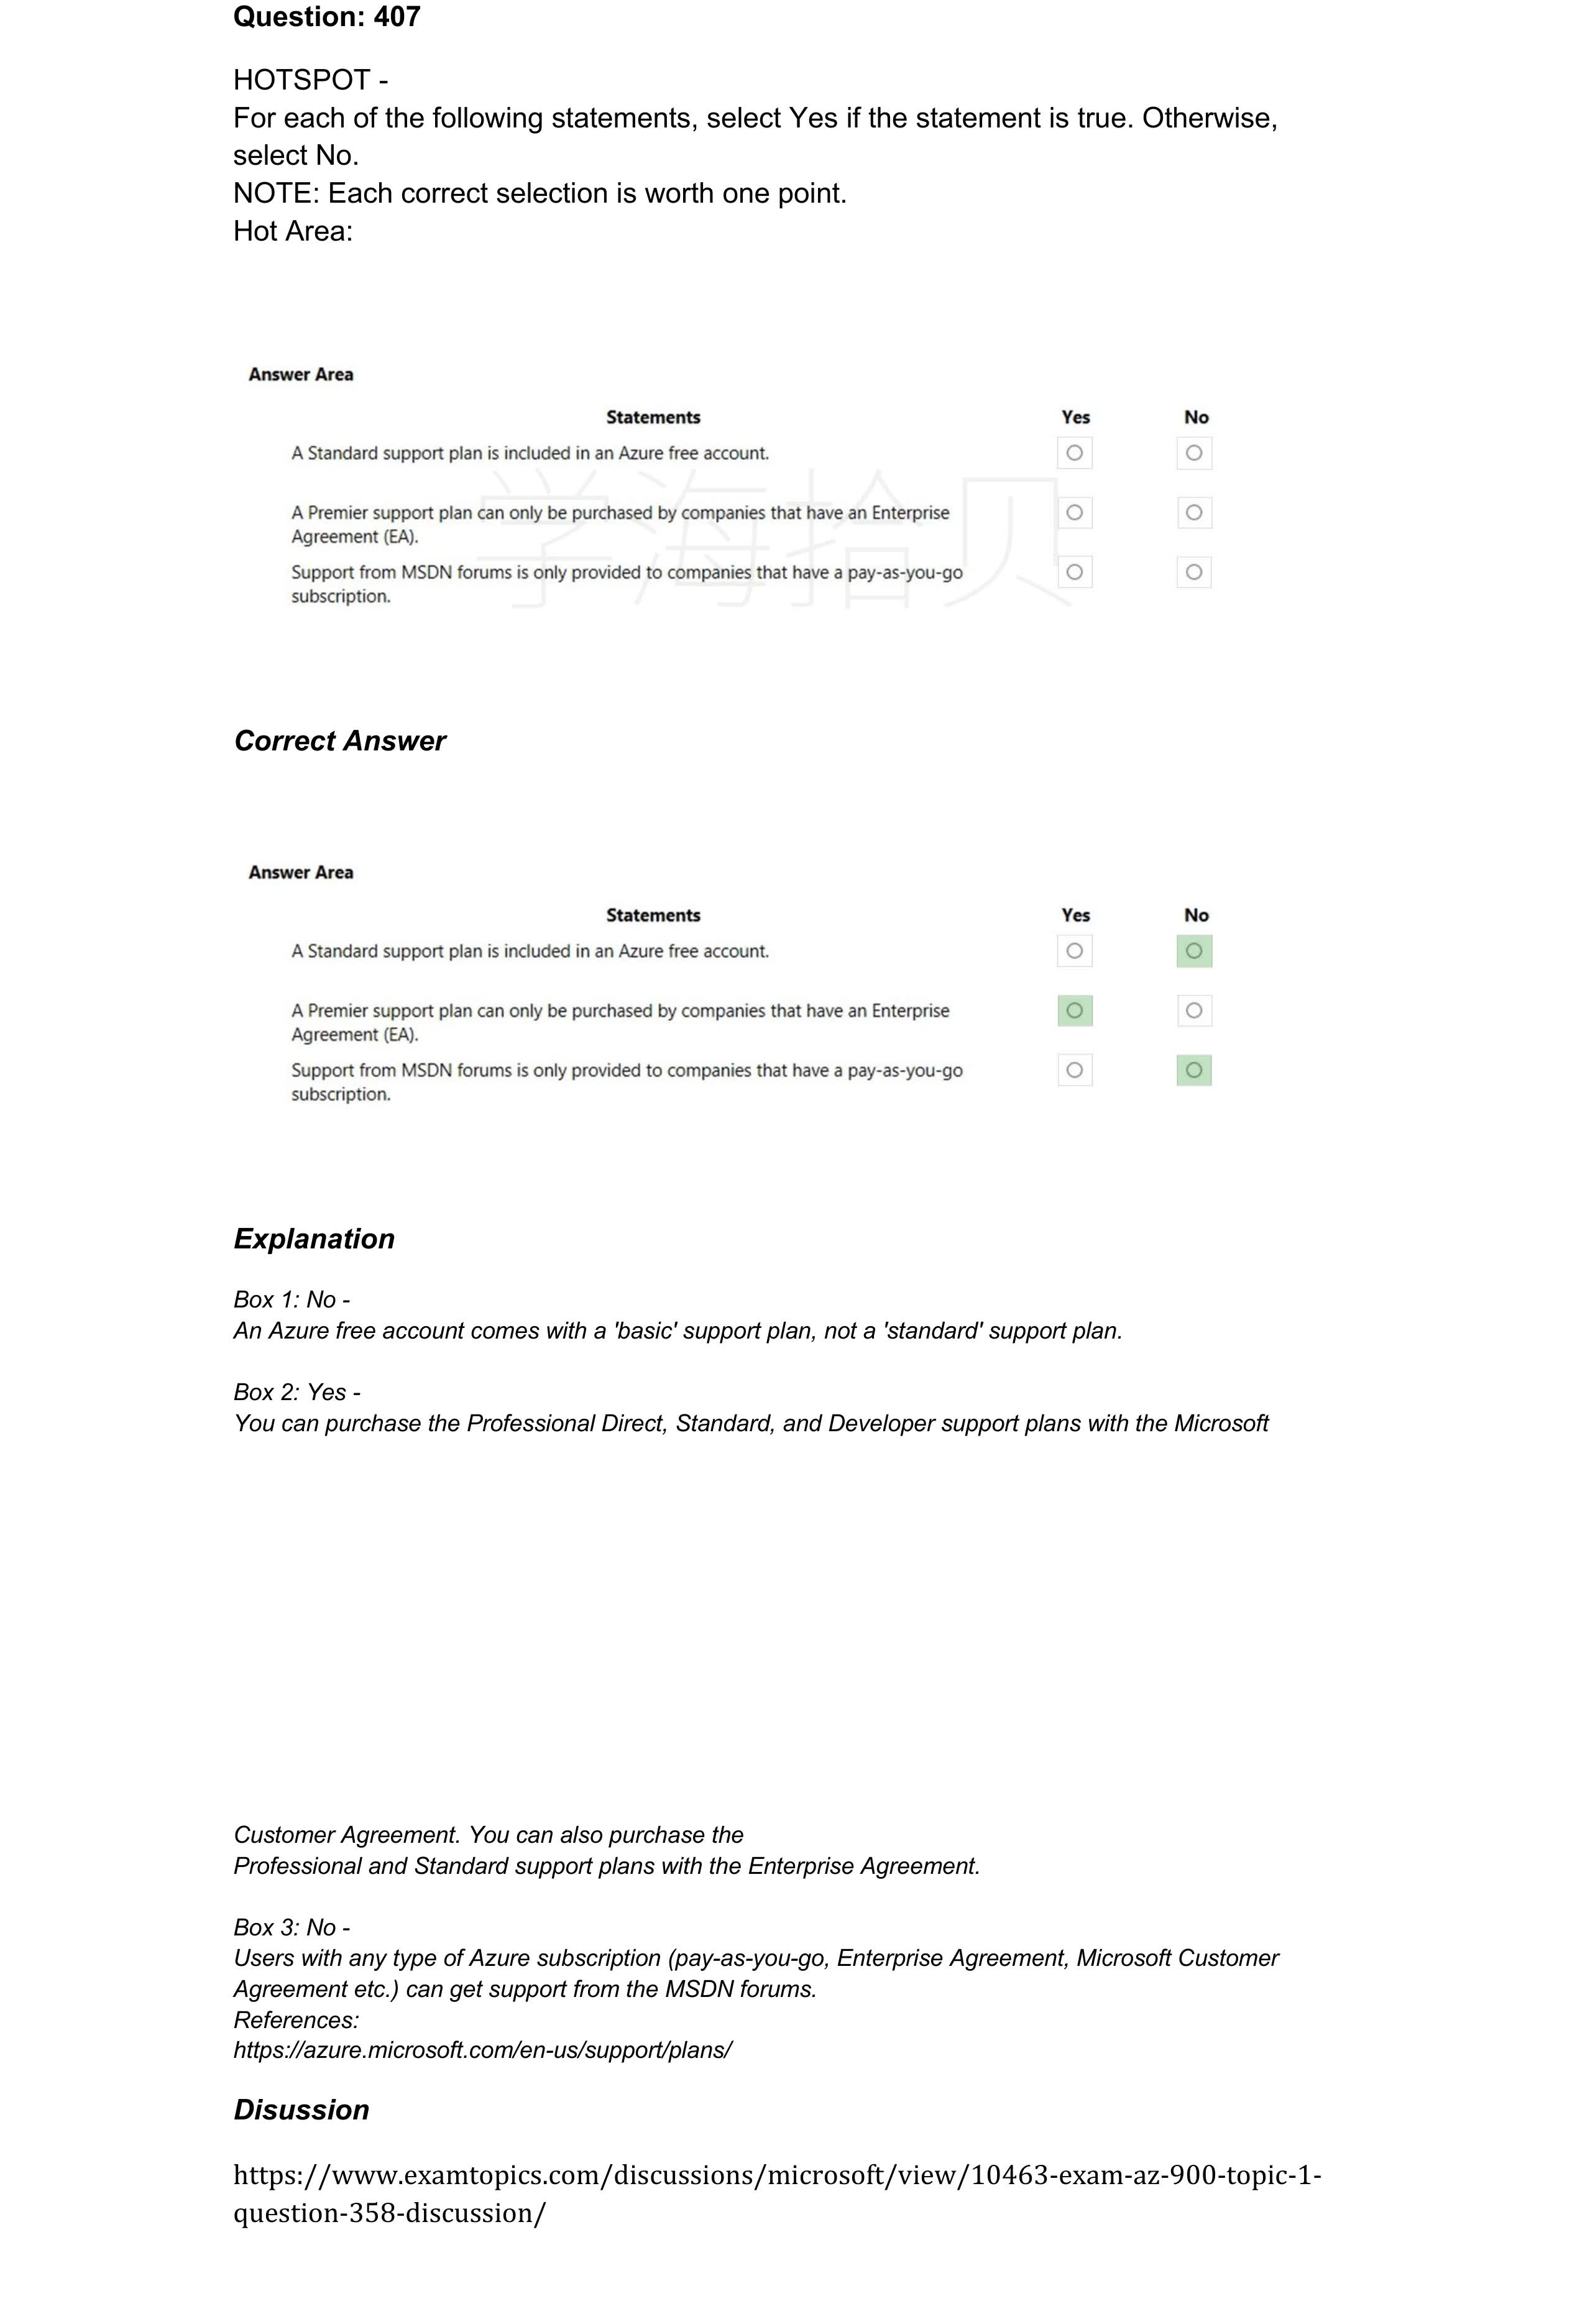 Question: 407
HOTSPOT -
For each of the following statements, select Yes if the statement is true. Otherwise,
select No.
NOTE: Each correct selection is worth one point.
Hot Area:
Answer Area
Statements Yes No
A Standard support plan is included in an Azure free account.
A Premier support plan can only be purchased by companies that have an Enterprise
Agreement (EA).
Support from MSDN forums is only provided to companies that have a pay-as-you-go
subscription.
学海拾贝
Correct Answer
Answer Area
Statements Yes No
A Standard support plan is included in an Azure free account.
A Premier support plan can only be purchased by companies that have an Enterprise
Agreement (EA).
Support from MSDN forums is only provided to companies that have a pay-as-you-go
subscription.
Explanation
Box 1: No -
An Azure free account comes with a 'basic' support plan, not a 'standard' support plan.
Box 2: Yes -
You can purchase the Professional Direct, Standard, and Developer support plans with the Microsoft
Customer Agreement. You can also purchase the
Professional and Standard support plans with the Enterprise Agreement.
Box 3: No -
Users with any type of Azure subscription (pay-as-you-go, Enterprise Agreement, Microsoft Customer
Agreement etc.) can get support from the MSDN forums.
References:
https://azure.microsoft.com/en-us/support/plans/
Disussion
https://www.examtopics.com/discussions/microsoft/view/10463-exam-az-900-topic-1-
question-358-discussion/